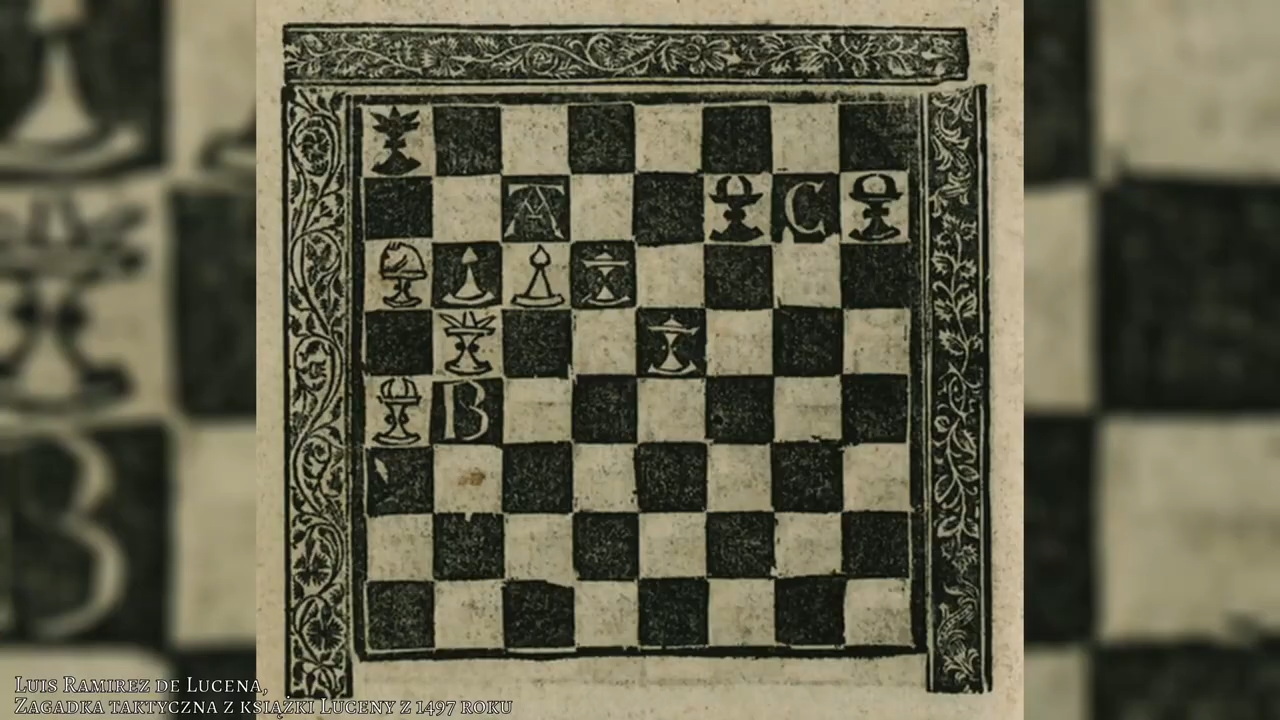 A
C
B
Luis Ramirez de Lucena,
Zagadka taktyczna z książki Luceny z 1497 roku